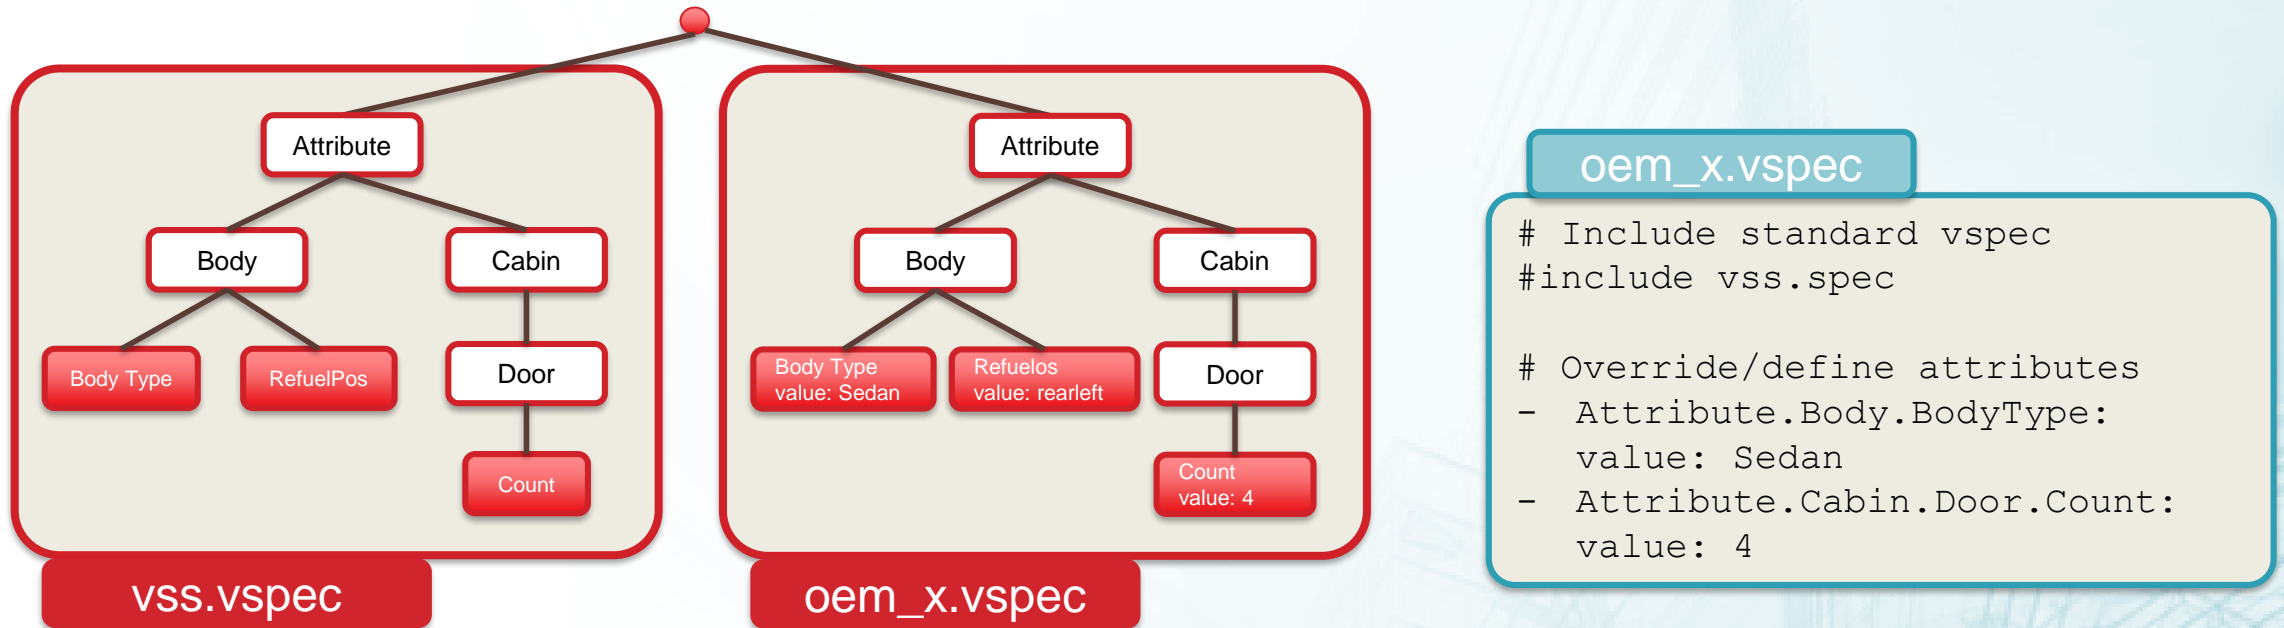 Attribute
Body
Cabin
Body Type
RefuelPos
Door
Count
vss.vspec
Attribute
Body
Cabin
Body Type
value: Sedan
Refuelos
value: rearleft
Door
Count
value: 4
oem_x.vspec
oem_x.vspec
# Include standard vspec
#include vss.spec
# Override/define attributes
- Attribute.Body.BodyType:
value: Sedan
- Attribute.Cabin.Door.Count:
value: 4